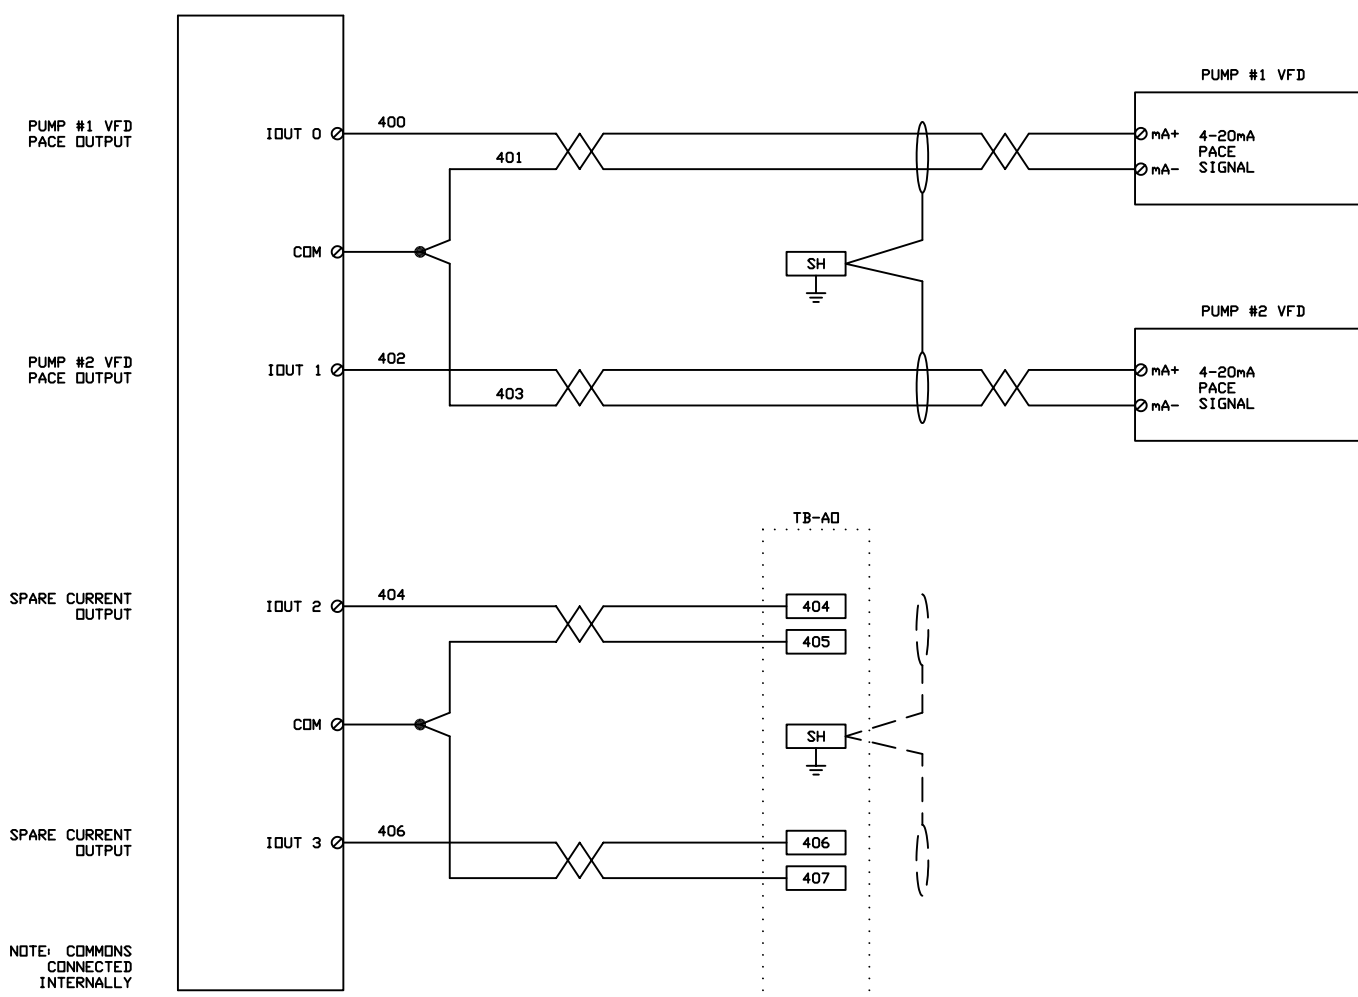 PUMP #1 VFD
PUMP #1 VFD
PACE OUTPUT
IOUT 0
400
401
mA+
mA-
4-20mA
PACE
SIGNAL
COM
SH
PUMP #2 VFD
PUMP #2 VFD
PACE OUTPUT
IOUT 1
402
403
mA+
mA-
4-20mA
PACE
SIGNAL
TB-AO
SPARE CURRENT
OUTPUT
IOUT 2
404
404
405
COM
SH
SPARE CURRENT
OUTPUT
IOUT 3
406
406
407
NOTE: COMMONS
CONNECTED
INTERNALLY